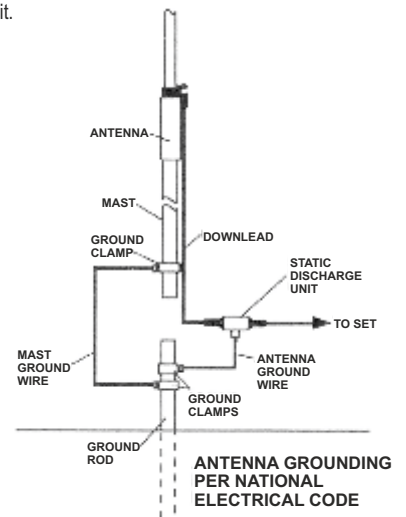 it.
ANTENNA
MAST
GROUND
CLAMP
DOWNLEAD
STATIC
DISCHARGE
UNIT
TO SET
MAST
GROUND
WIRE
ANTENNA
GROUND
WIRE
GROUND
CLAMPS
GROUND
ROD
ANTENNA GROUNDING
PER NATIONAL
ELECTRICAL CODE